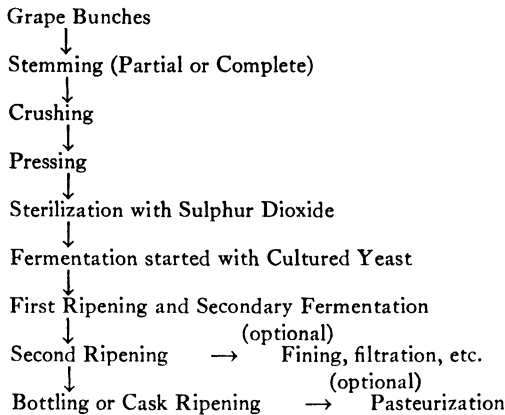 Grape Bunches
Stemming (Partial or Complete)
Crushing
Pressing
Sterilization with Sulphur Dioxide
Fermentation started with Cultured Yeast
First Ripening and Secondary Fermentation
(optional)
Second Ripening → Fining, filtration, etc.
(optional)
Bottling or Cask Ripening → Pasteurization